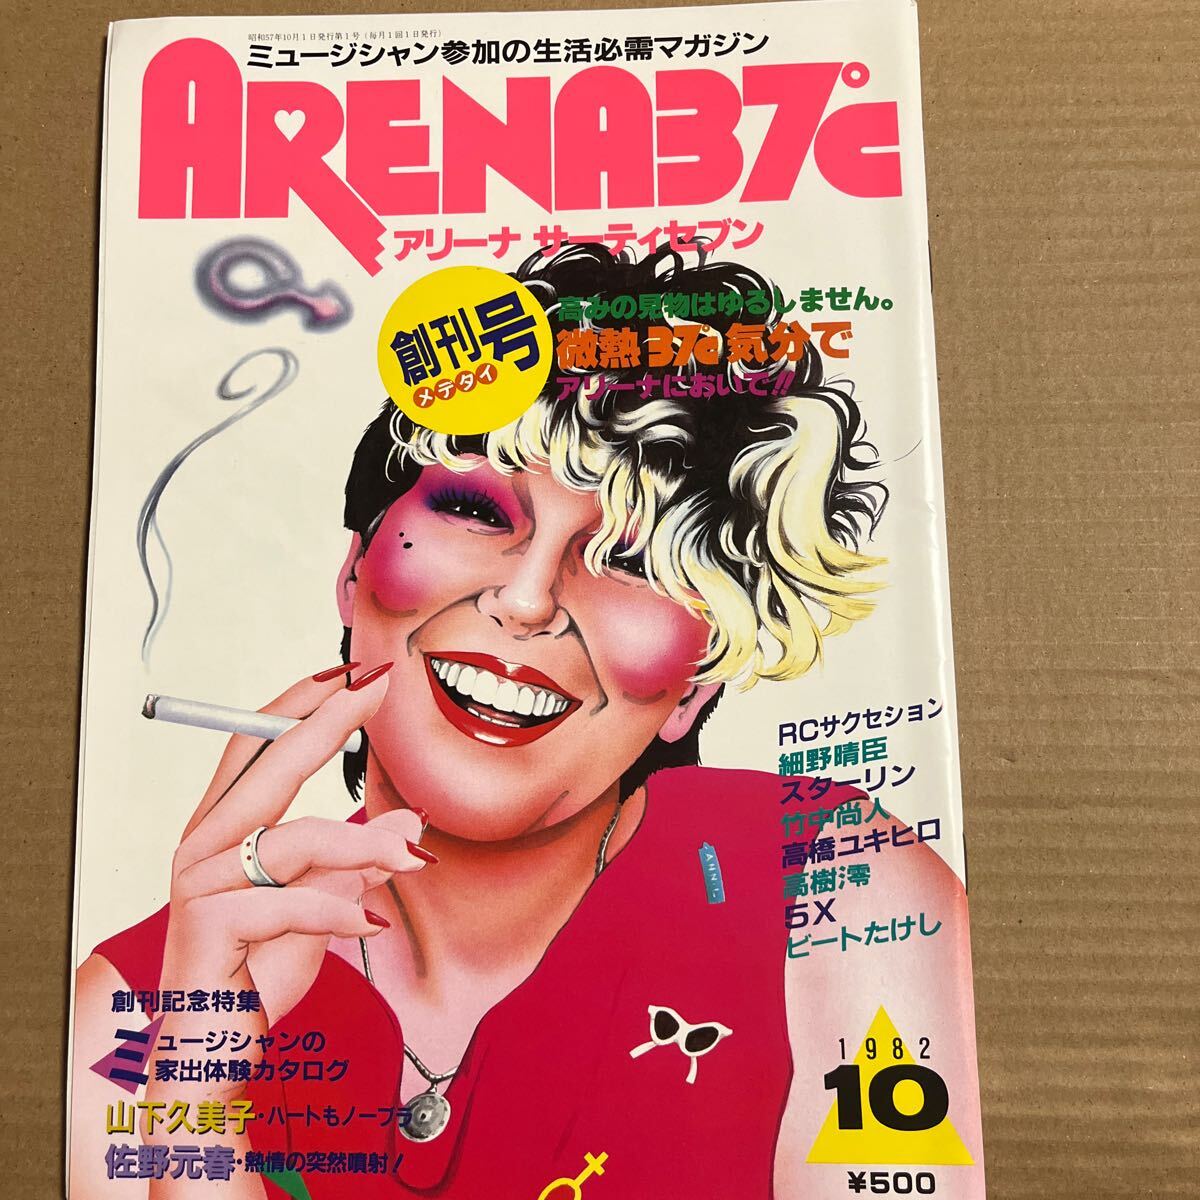 昭和57年10月1日発行第1号（毎月1回1日発行）
ミュージシャン参加の生活必需マガジン
ARENA37℃
アリーナ サーティセブン
創刊号
メデタイ
高みの見物はゆるしません。
微熱37℃気分で
アリーナにおいで!!
RCサクセション
細野晴臣
スターリン
竹中尚人
高橋ユキヒロ
高樹澪
5X
ビートたけし
創刊記念特集
ミュージシャンの
家出体験カタログ
山下久美子・ハートもノーブラ
佐野元春・熱情の突然噴射!
1982
10
¥500